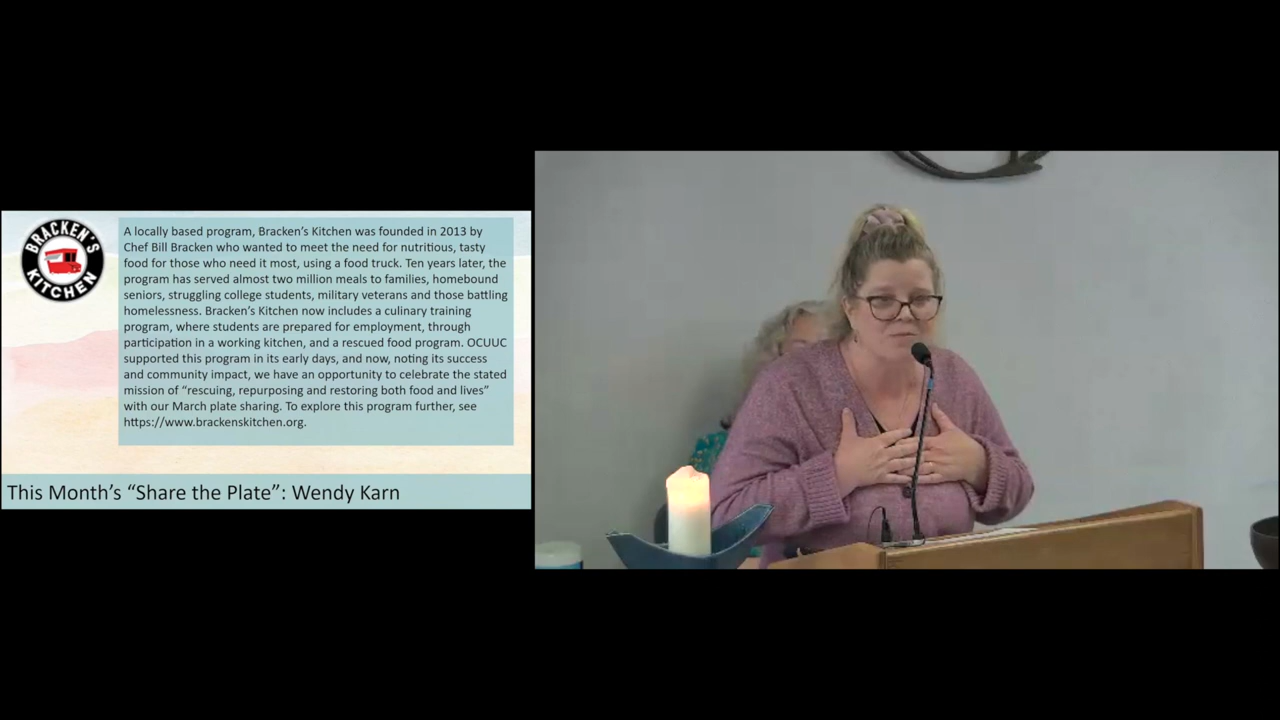 BRACKEN'S
KITCHEN
A locally based program, Bracken’s Kitchen was founded in 2013 by
Chef Bill Bracken who wanted to meet the need for nutritious, tasty
food for those who need it most, using a food truck. Ten years later, the
program has served almost two million meals to families, homebound
seniors, struggling college students, military veterans and those battling
homelessness. Bracken’s Kitchen now includes a culinary training
program, where students are prepared for employment, through
participation in a working kitchen, and a rescued food program. OCUUC
supported this program in its early days, and now, noting its success
and community impact, we have an opportunity to celebrate the stated
mission of “rescuing, repurposing and restoring both food and lives”
with our March plate sharing. To explore this program further, see
https://www.brackenskitchen.org.
This Month’s “Share the Plate”: Wendy Karn